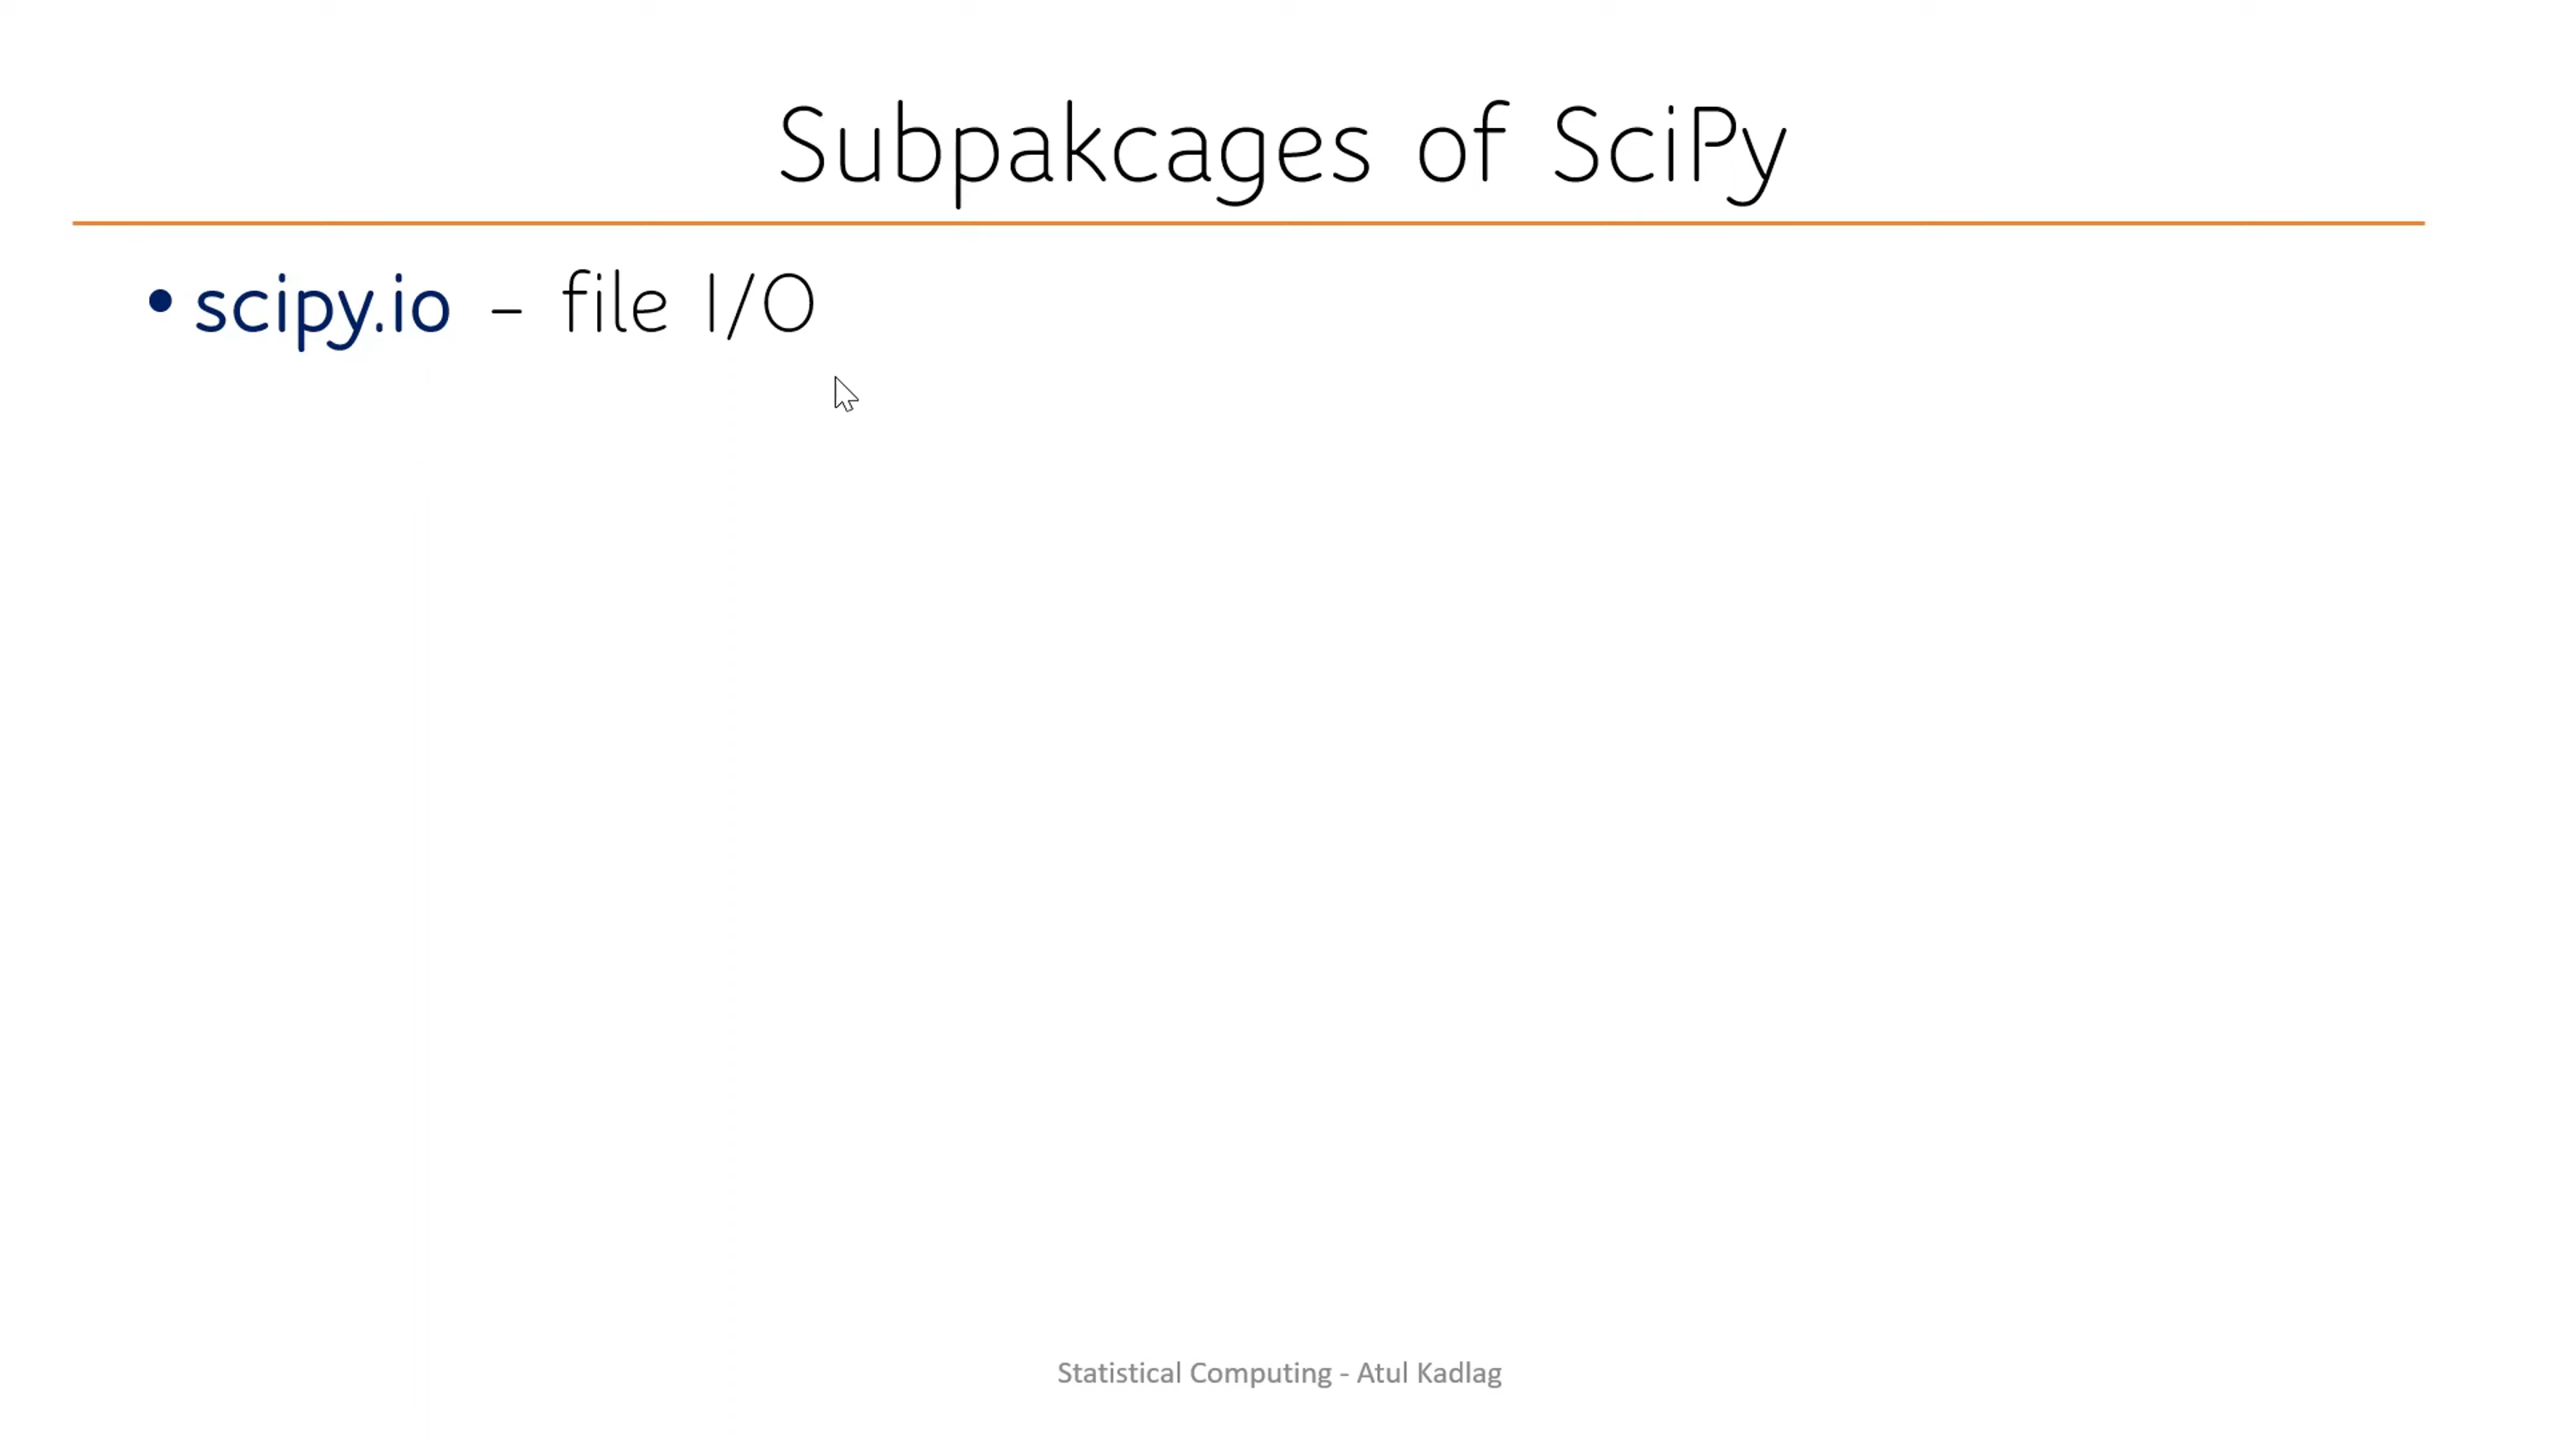 Subpakcages of SciPy
• scipy.io – file I/O
Statistical Computing - Atul Kadlag